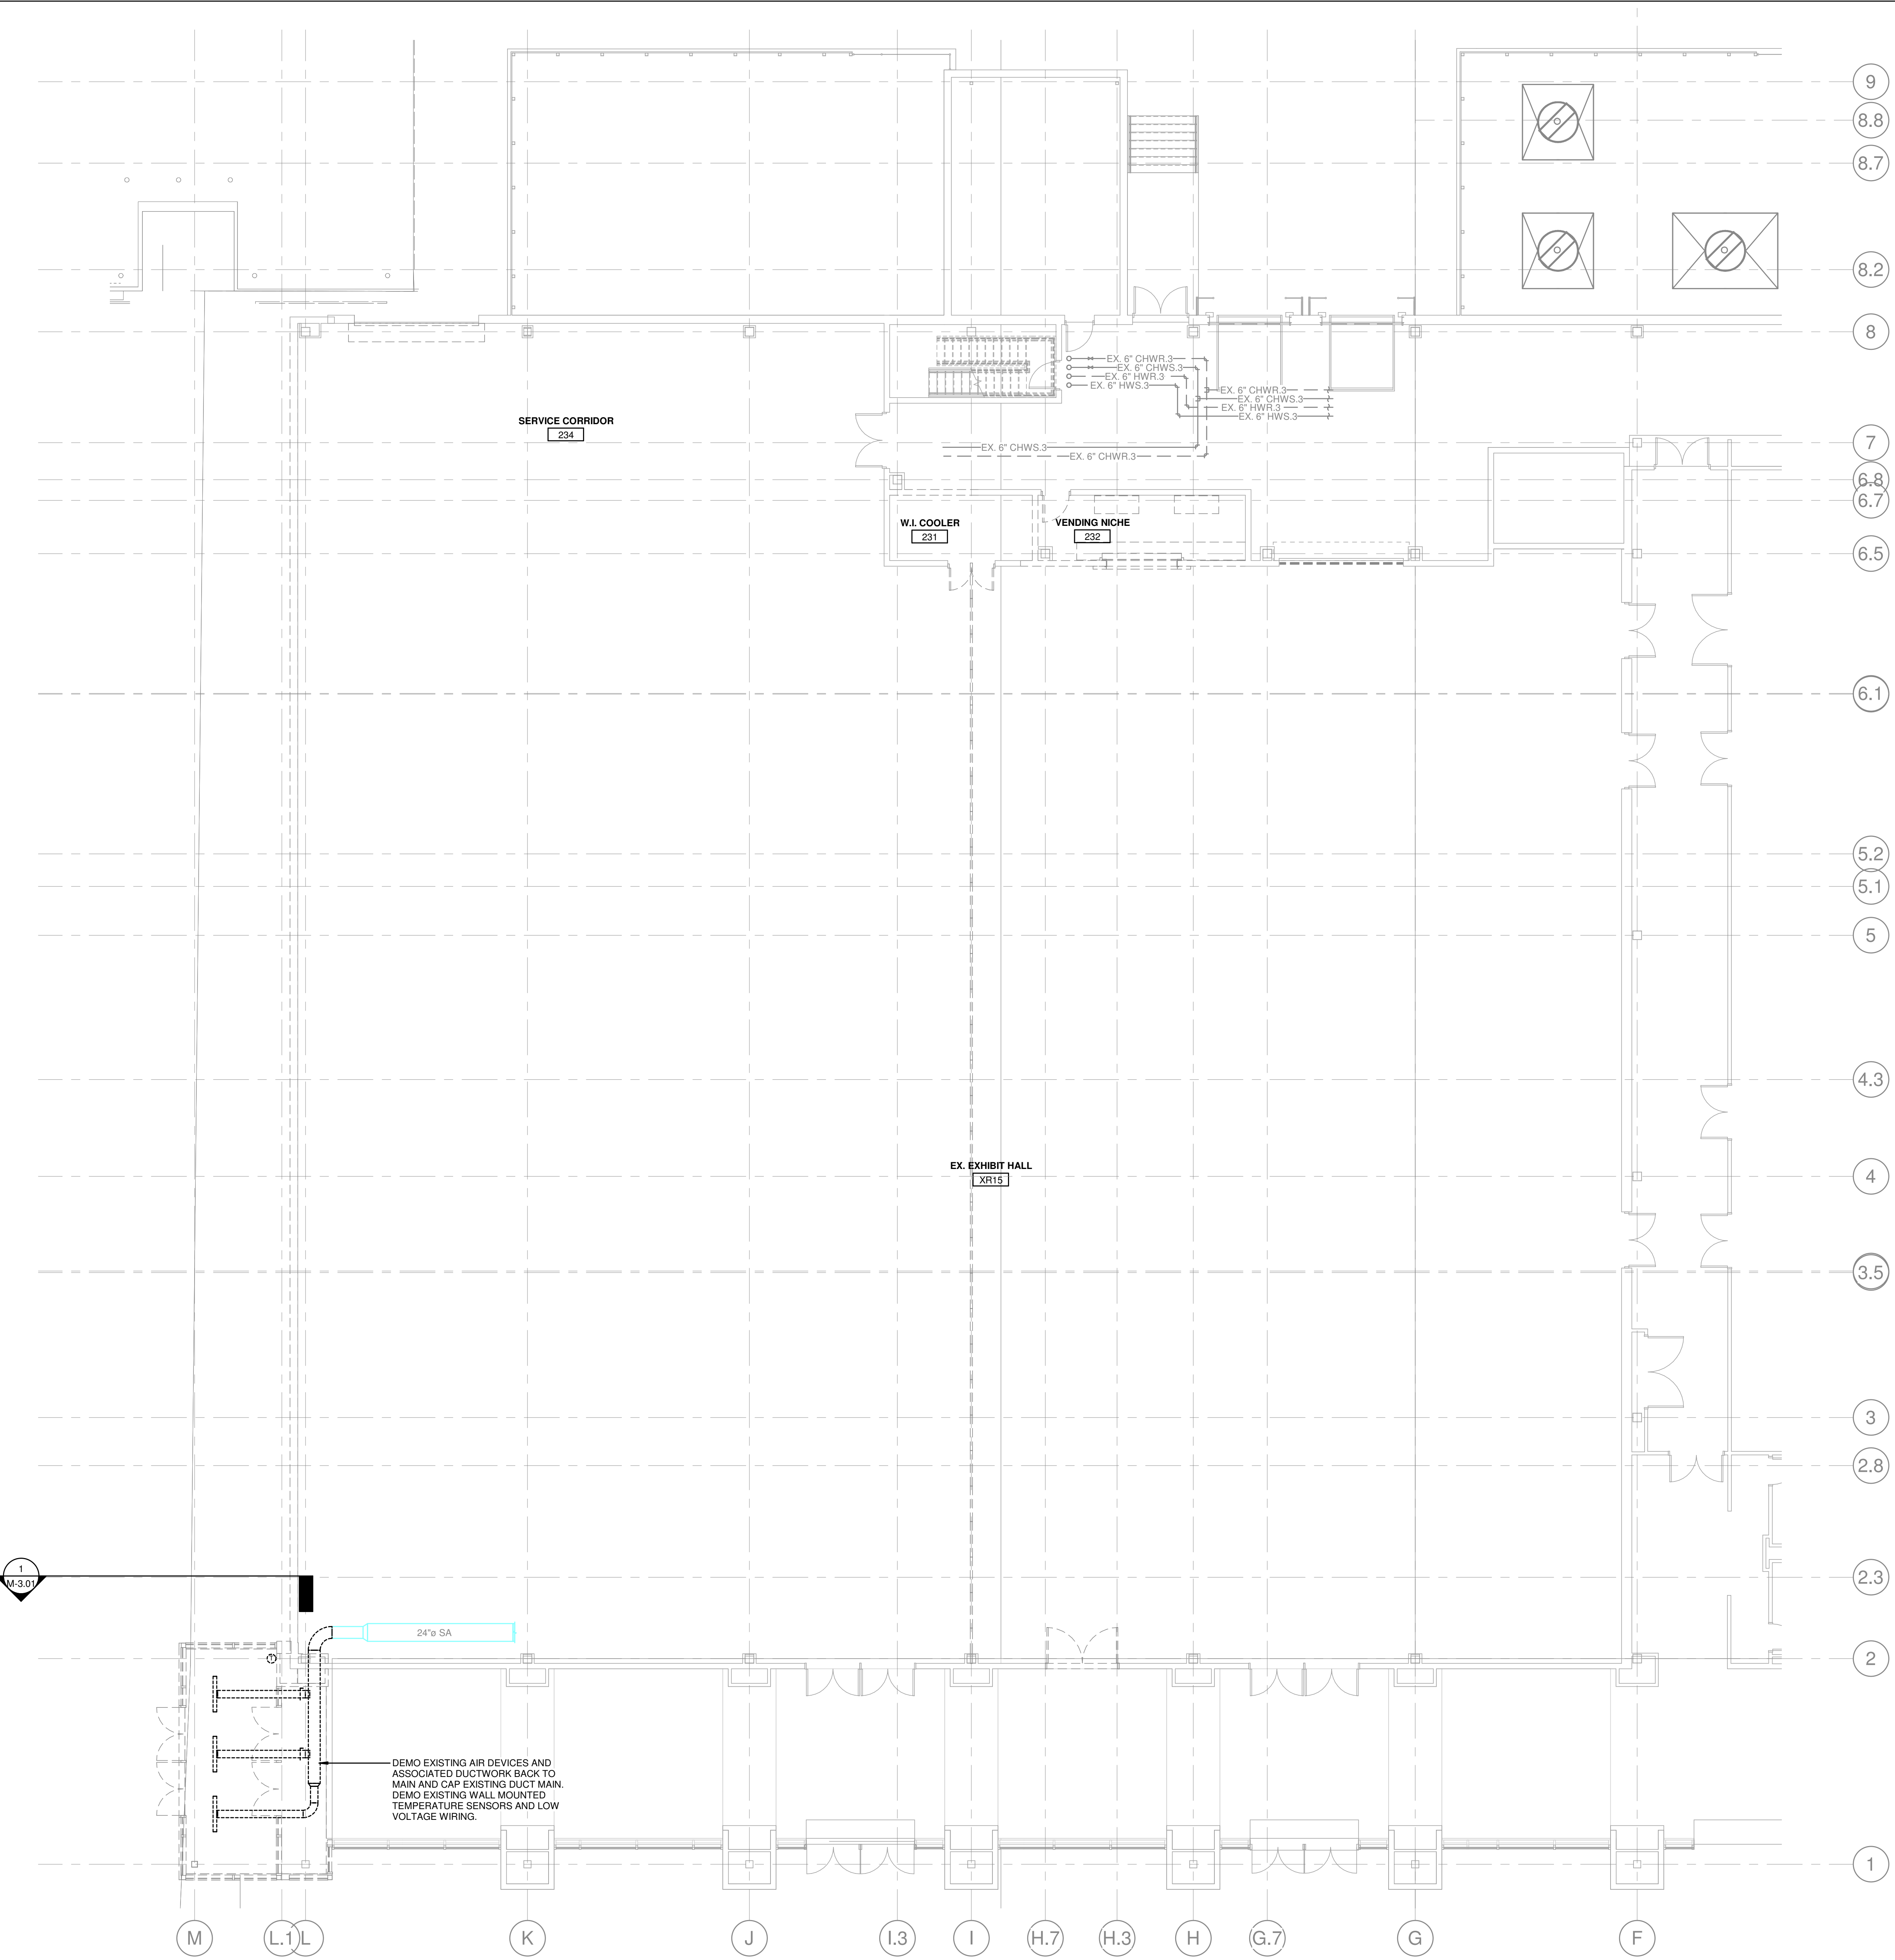 9
8.8
8.7
8.2
8
EX. 6" CHWR.3
EX. 6" CHWS.3
EX. 6" HWR.3
EX. 6" HWS.3
EX. 6" CHWR.3
EX. 6" CHWS.3
EX. 6" HWR.3
EX. 6" HWS.3
SERVICE CORRIDOR
234
7
EX. 6" CHWS.3
EX. 6" CHWR.3
6.8
6.7
W.I. COOLER
231
VENDING NICHE
232
6.5
6.1
5.2
5.1
5
4.3
EX. EXHIBIT HALL
XR15
4
3.5
3
2.8
1
M-3.01
2.3
24"ø SA
T
2
DEMO EXISTING AIR DEVICES AND
ASSOCIATED DUCTWORK BACK TO
MAIN AND CAP EXISTING DUCT MAIN.
DEMO EXISTING WALL MOUNTED
TEMPERATURE SENSORS AND LOW
VOLTAGE WIRING.
1
M
L.1
L
K
J
I.3
I
H.7
H.3
H
G.7
G
F